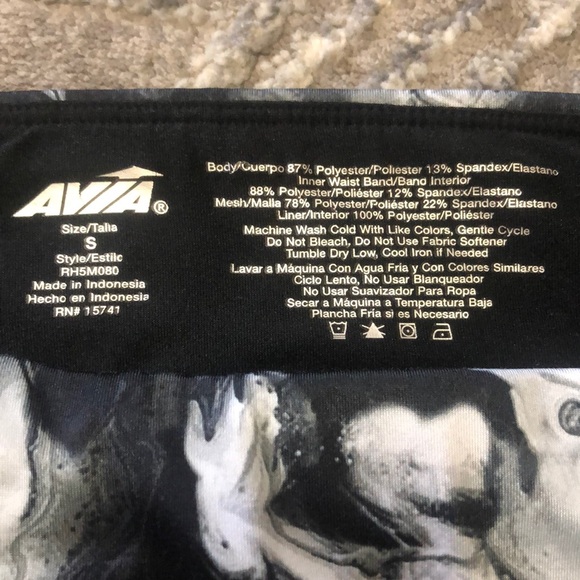 AVIA®
Size/Talla
S
Style/Estilo
RH5M080
Made in Indonesia
Hecho en Indonesia
RN# 15741
Body/Cuerpo 87% Polyester/Poliester 13% Spandex/Elastano
Inner Waist Band/Band Interior
88% Polyester/Poliéster 12% Spandex/Elastano
Mesh/Malla 78% Polyester/Poliéster 22% Spandex/Elastano
Liner/Interior 100% Polyester/Poliéster
Machine Wash Cold With Like Colors, Gentle Cycle
Do Not Bleach, Do Not Use Fabric Softener
Tumble Dry Low, Cool Iron if Needed
Lavar a Máquina Con Agua Fria y Con Colores Similares
Ciclo Lento, No Usar Blanqueador
No Usar Suavizador Para Ropa
Secar a Máquina a Temperatura Baja
Plancha Fria si es Necesario